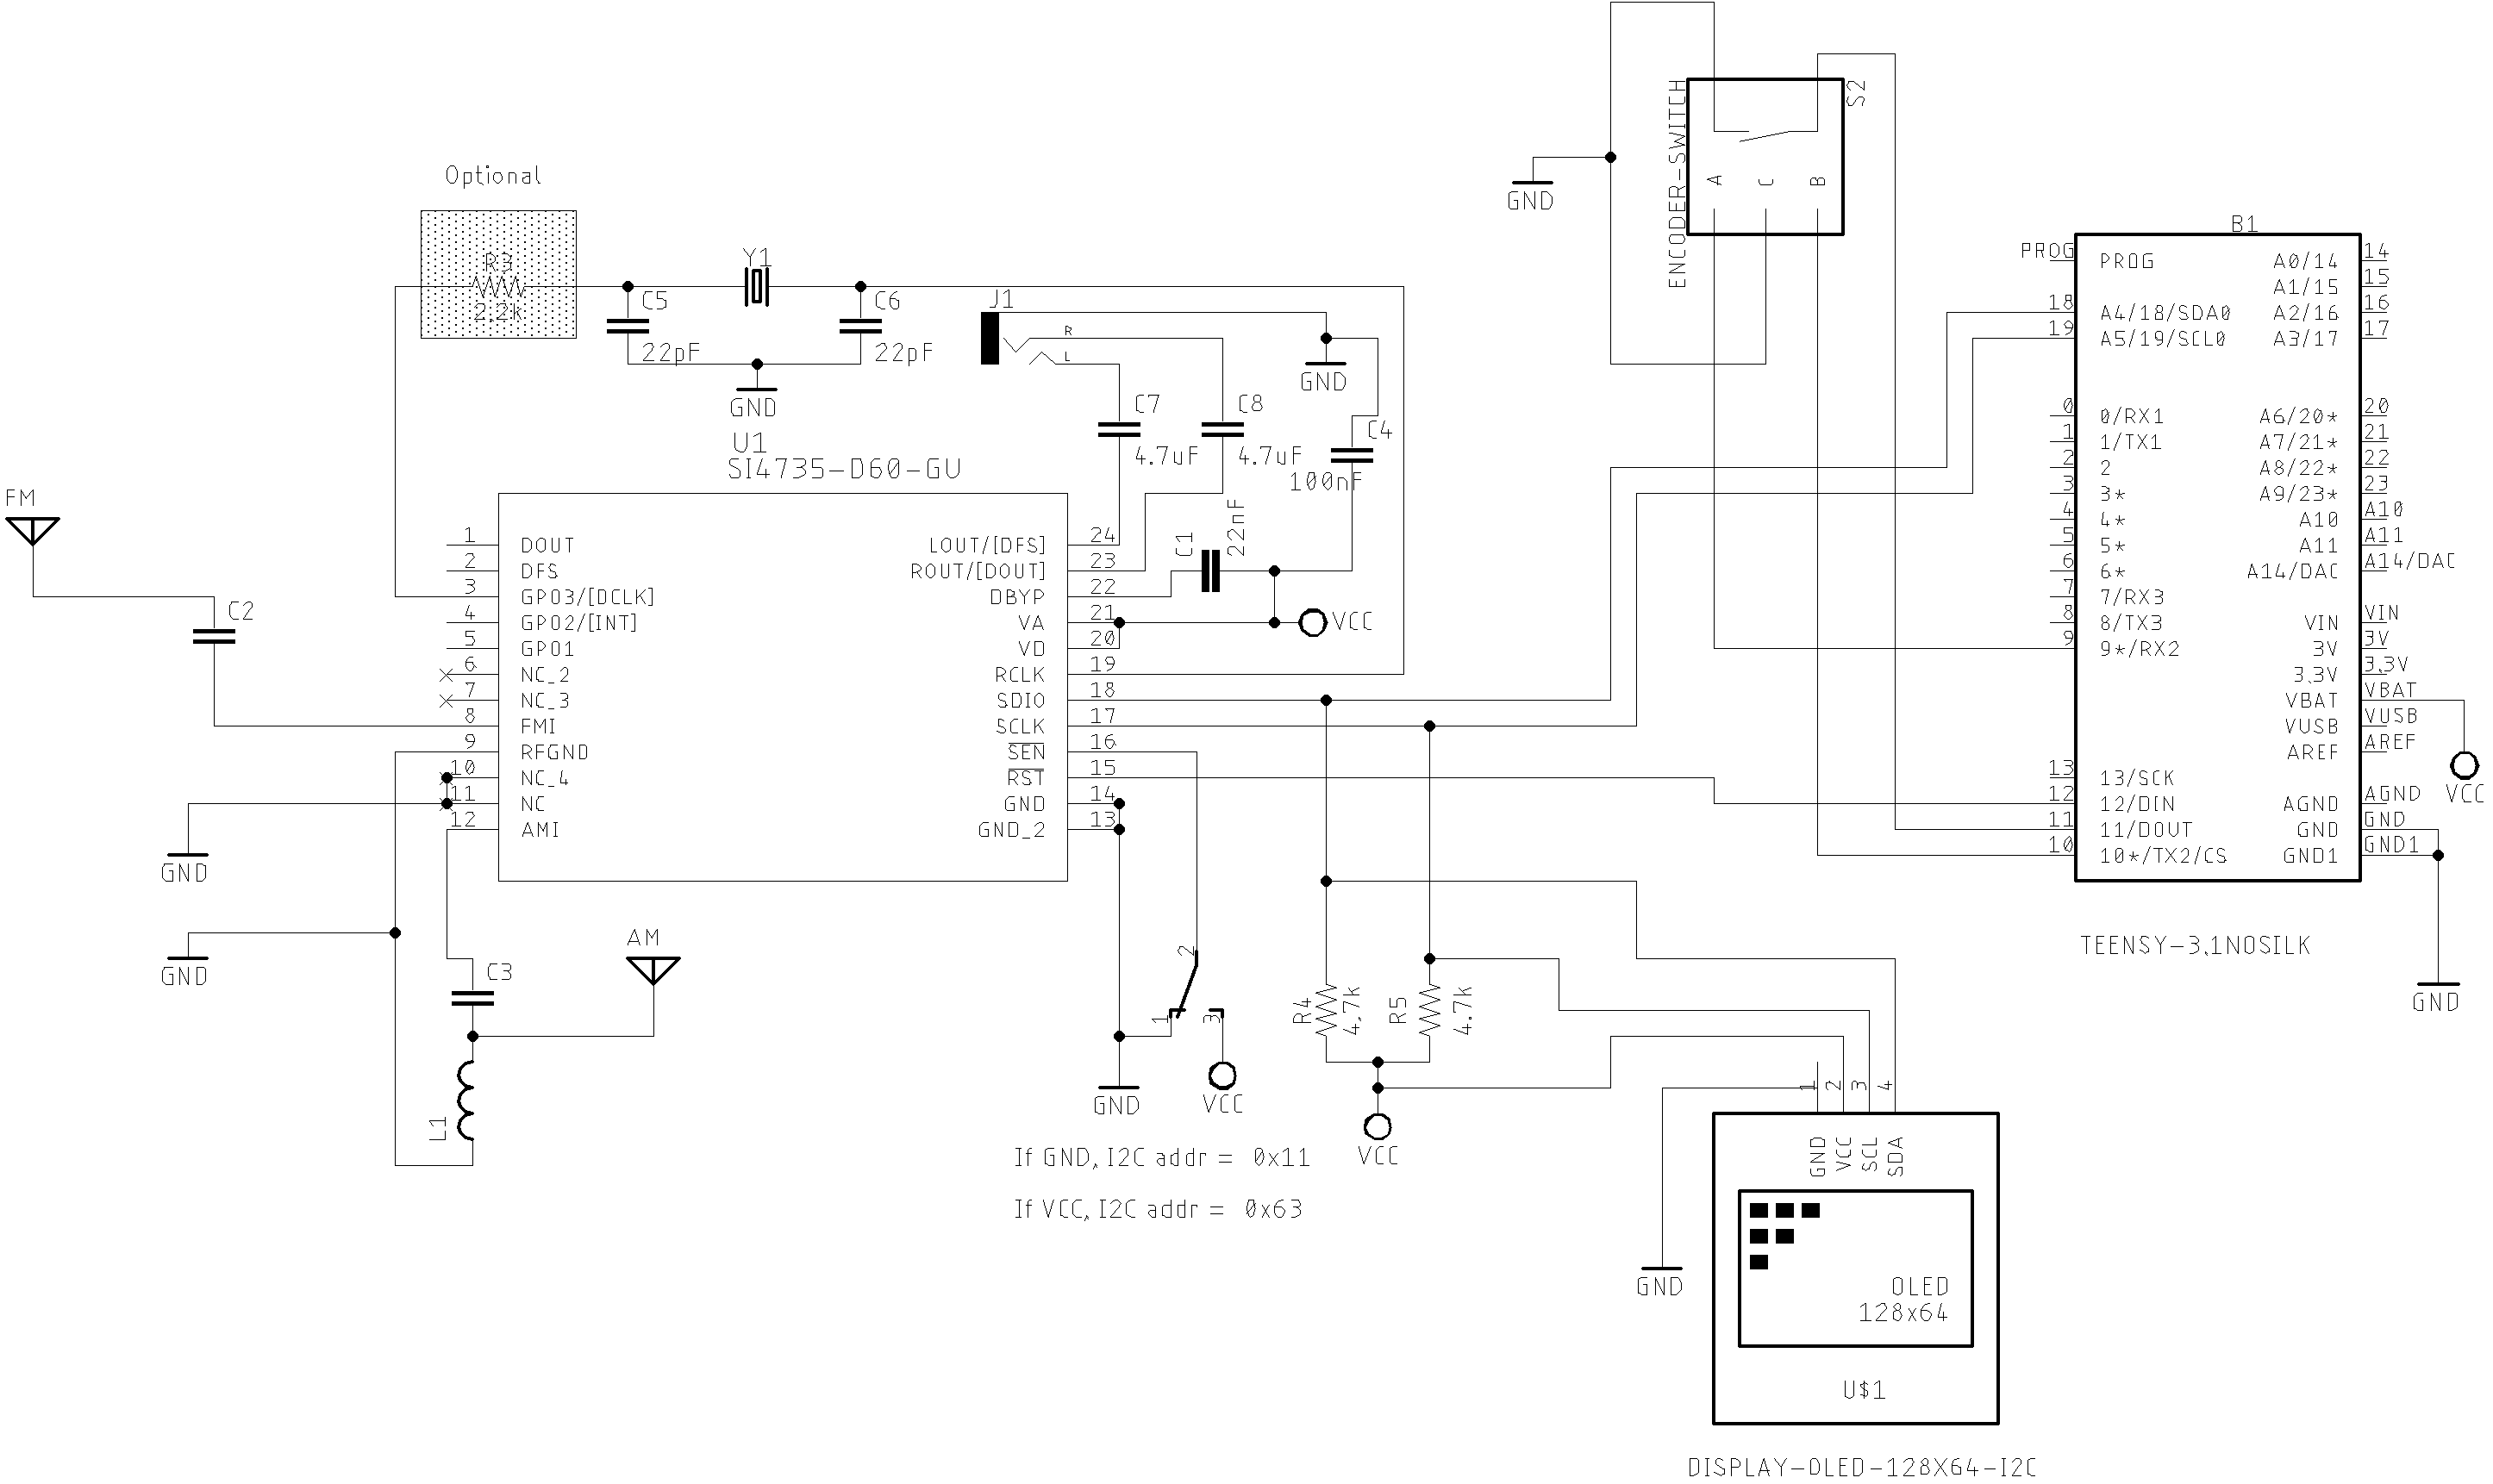 Optional
R3
2.2k
Y1
C5
22pF
C6
22pF
GND
J1
R
L
GND
C7
4.7uF
C8
4.7uF
C4
100nF
C1
22nF
VCC
U1
SI4735-D60-GU
FM
C2
1 DOUT
2 DFS
3 GPO3/[DCLK]
4 GPO2/[INT]
5 GPO1
6 NC_2
7 NC_3
8 FMI
9 RFGND
10 NC_4
11 NC
12 AMI
LOUT/[DFS] 24
ROUT/[DOUT] 23
DBYP 22
VA 21
VD 20
RCLK 19
SDIO 18
SCLK 17
SEN 16
RST 15
GND 14
GND_2 13
GND
GND
AM
C3
L1
2
1
3
GND
VCC
If GND, I2C addr = 0x11
If VCC, I2C addr = 0x63
R4
4,7k
R5
4.7k
VCC
ENCODER-SWITCH
S2
A
C
B
GND
B1
PROG PROG
18 A4/18/SDA0
19 A5/19/SCL0
0 0/RX1
1 1/TX1
2 2
3 3*
4 4*
5 5*
6 6*
7 7/RX3
8 8/TX3
9 9*/RX2
13 13/SCK
12 12/DIN
11 11/DOUT
10 10*/TX2/CS
A0/14 14
A1/15 15
A2/16 16
A3/17 17
A6/20* 20
A7/21* 21
A8/22* 22
A9/23* 23
A10 A10
A11 A11
A14/DAC A14/DAC
VIN VIN
3V 3V
3.3V 3.3V
VBAT VBAT
VUSB VUSB
AREF AREF
AGND AGND
GND GND
GND1 GND1
VCC
GND
TEENSY-3.1NOSILK
1
2
3
4
GND
VCC
SCL
SDA
GND
OLED
128x64
U$1
DISPLAY-OLED-128X64-I2C